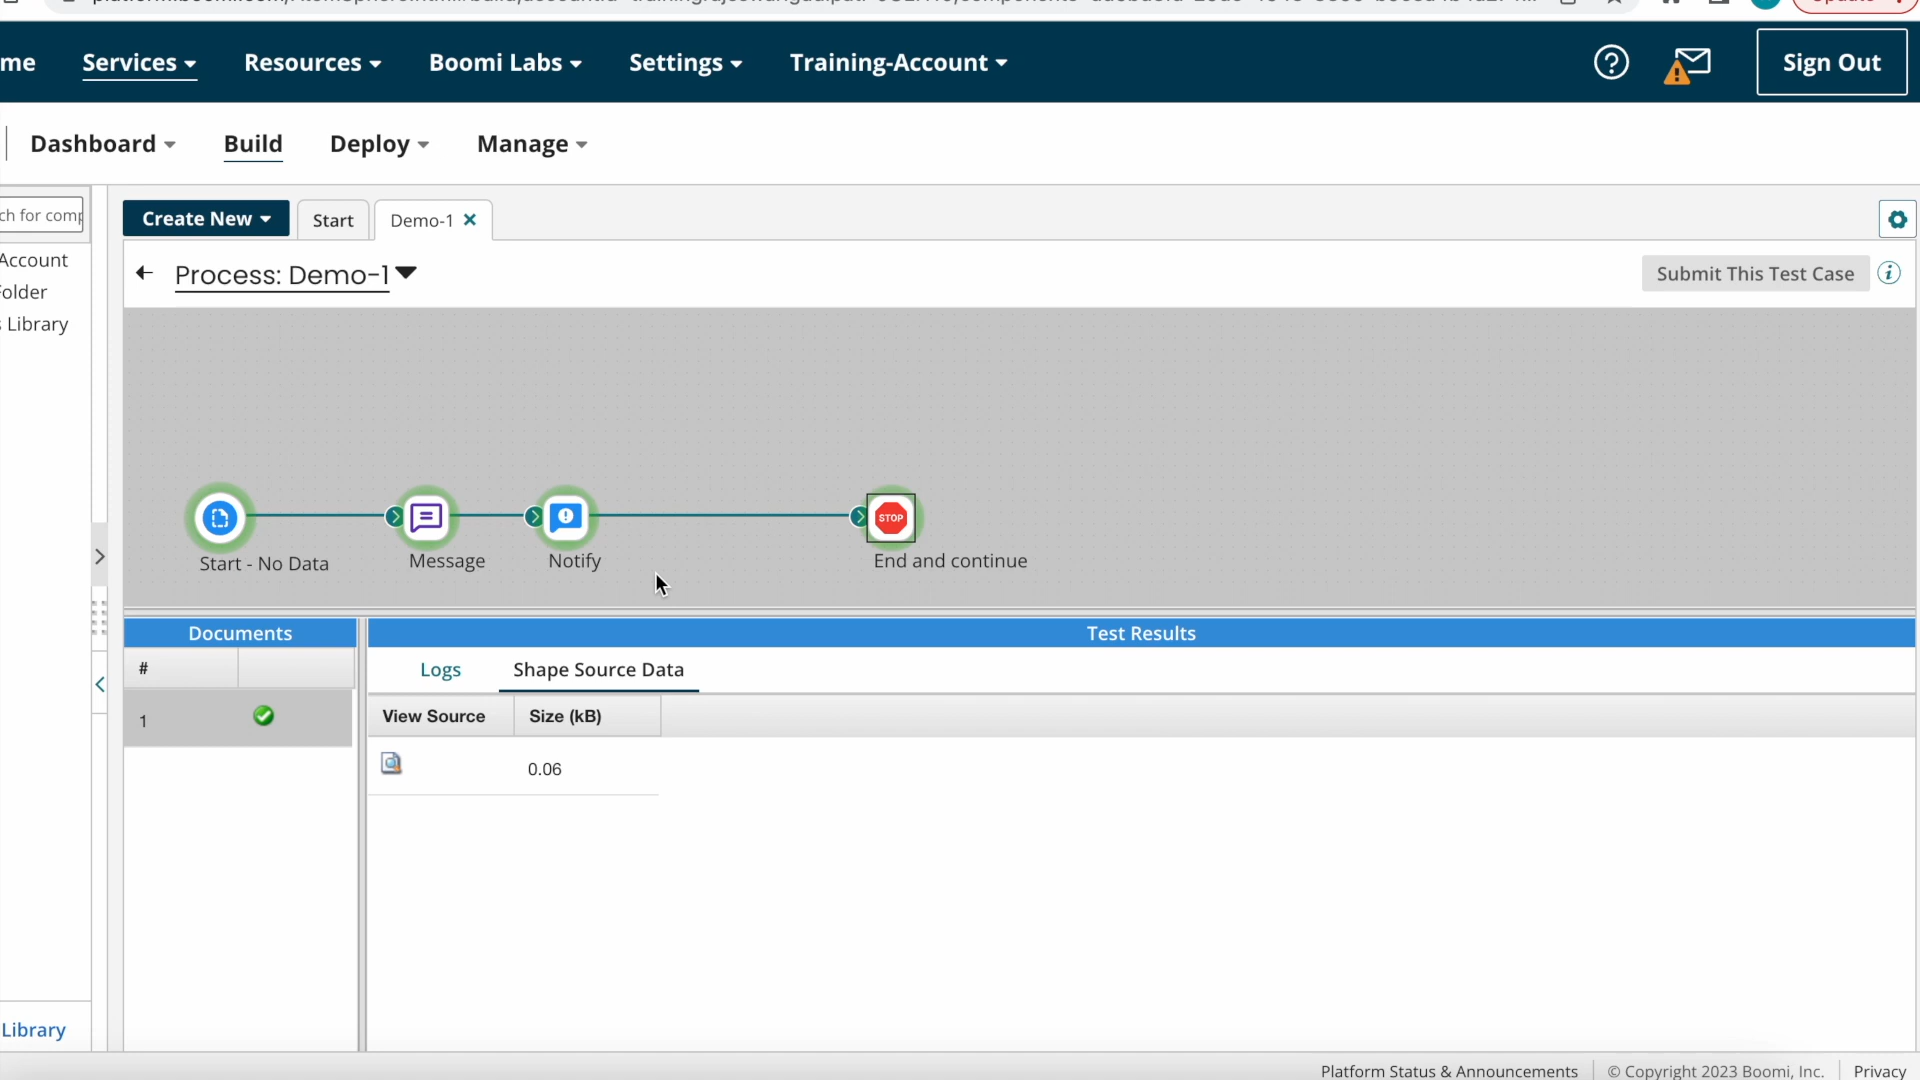 me Services Resources Boomi Labs Settings Training-Account Sign Out
Dashboard Build Deploy Manage
ch for comp
Create New Start Demo-1
Account
Folder
s Library
Process: Demo-1 Submit This Test Case
STOP
Start - No Data Message Notify End and continue
Documents
#
1
Test Results
Logs Shape Source Data
View Source Size (kB)
0.06
Library
Platform Status & Announcements © Copyright 2023 Boomi, Inc. Privacy